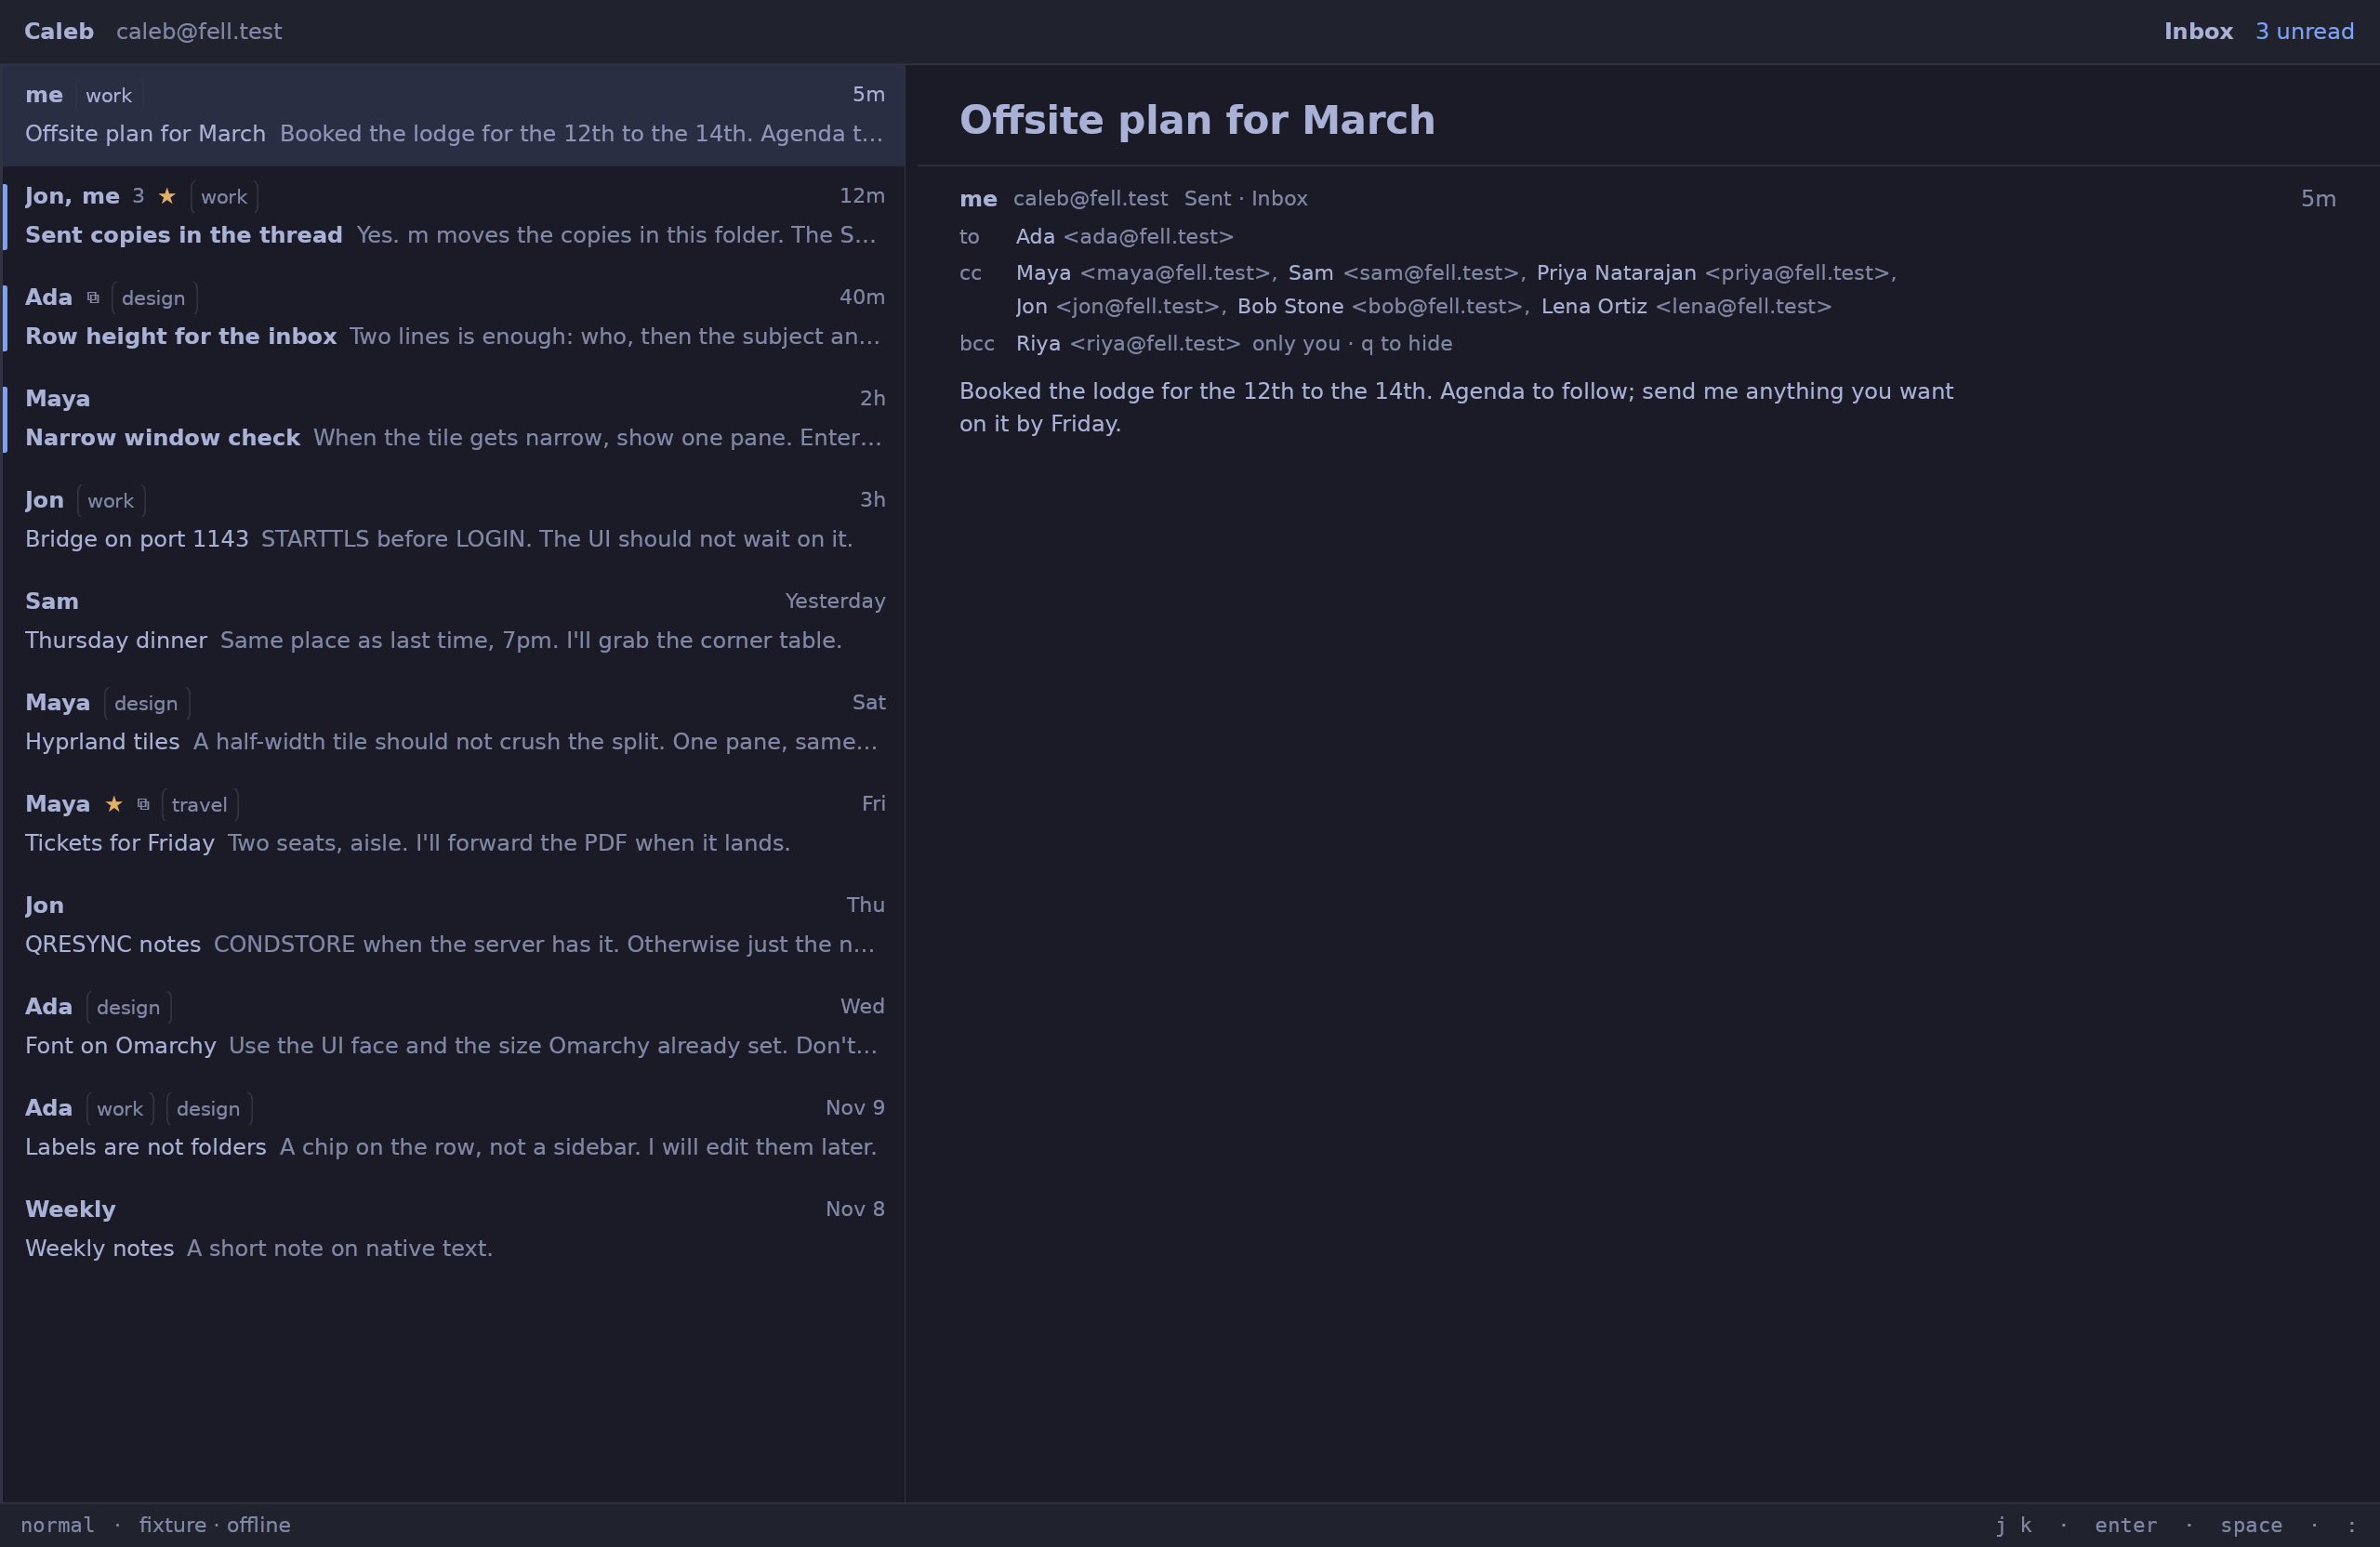 Caleb caleb@fell.test
Inbox 3 unread
me work 5m
Offsite plan for March Booked the lodge for the 12th to the 14th. Agenda t…
Jon, me 3 ★ work 12m
Sent copies in the thread Yes. m moves the copies in this folder. The S…
Ada ⧉ design 40m
Row height for the inbox Two lines is enough: who, then the subject an…
Maya 2h
Narrow window check When the tile gets narrow, show one pane. Enter…
Jon work 3h
Bridge on port 1143 STARTTLS before LOGIN. The UI should not wait on it.
Sam Yesterday
Thursday dinner Same place as last time, 7pm. I'll grab the corner table.
Maya design Sat
Hyprland tiles A half-width tile should not crush the split. One pane, same…
Maya ★ ⧉ travel Fri
Tickets for Friday Two seats, aisle. I'll forward the PDF when it lands.
Jon Thu
QRESYNC notes CONDSTORE when the server has it. Otherwise just the n…
Ada design Wed
Font on Omarchy Use the UI face and the size Omarchy already set. Don't…
Ada work design Nov 9
Labels are not folders A chip on the row, not a sidebar. I will edit them later.
Weekly Nov 8
Weekly notes A short note on native text.
Offsite plan for March
me caleb@fell.test Sent · Inbox 5m
to Ada <ada@fell.test>
cc Maya <maya@fell.test>, Sam <sam@fell.test>, Priya Natarajan <priya@fell.test>,
Jon <jon@fell.test>, Bob Stone <bob@fell.test>, Lena Ortiz <lena@fell.test>
bcc Riya <riya@fell.test> only you · q to hide
Booked the lodge for the 12th to the 14th. Agenda to follow; send me anything you want
on it by Friday.
normal · fixture · offline
j k · enter · space · :